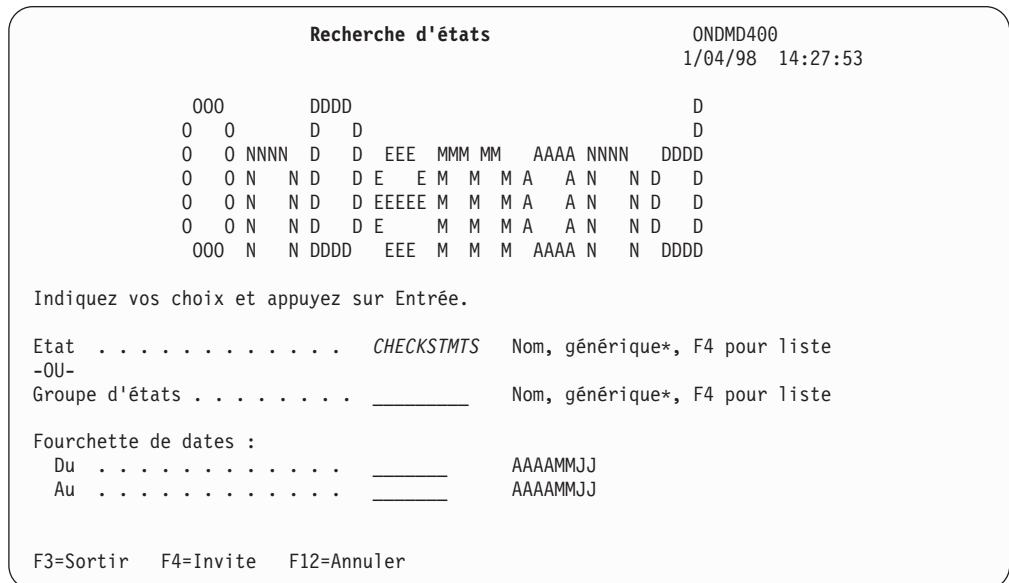 Recherche d'états ONDMD400
1/04/98 14:27:53
OOO DDDD D
O O D D D
O O NNNN D D EEE MMM MM AAAA NNNN DDDD
O O N N D D E E M M M A A N N D D
O O N N D D EEEEE M M M A A N N D D
O O N N D D E M M M A A N N D D
OOO N N DDDD EEE M M M AAAA N N DDDD
Indiquez vos choix et appuyez sur Entrée.
Etat . . . . . . . . . . . . CHECKSTMTS Nom, générique*, F4 pour liste
-OU-
Groupe d'états . . . . . . . . _________ Nom, générique*, F4 pour liste
Fourchette de dates :
Du . . . . . . . . . . . . _______ AAAAMMJJ
Au . . . . . . . . . . . . _______ AAAAMMJJ
F3=Sortir F4=Invite F12=Annuler